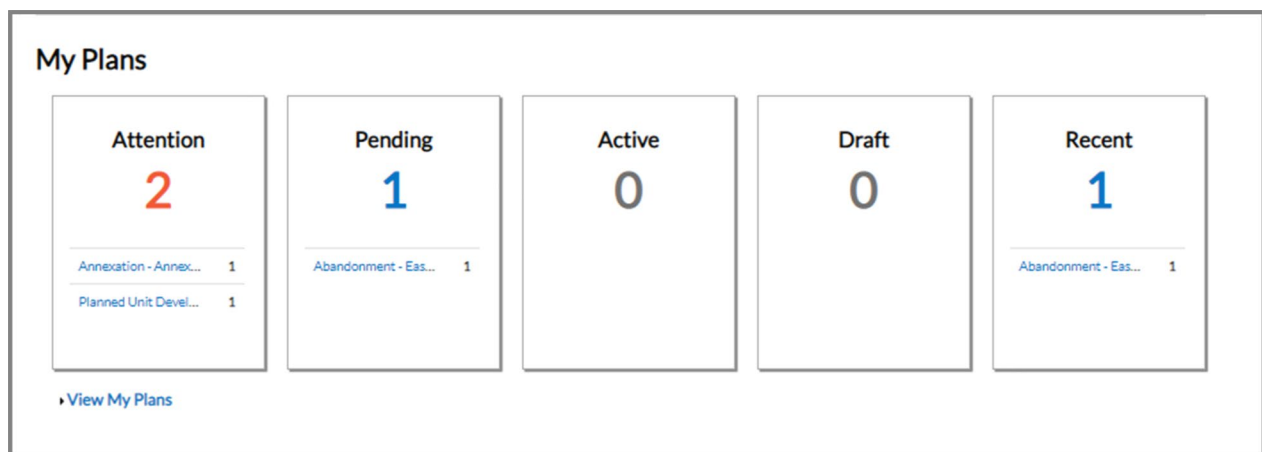 My Plans
Attention
2
Annexation - Annex... 1
Planned Unit Devel... 1
Pending
1
Abandonment - Eas... 1
Active
0
Draft
0
Recent
1
Abandonment - Eas... 1
View My Plans